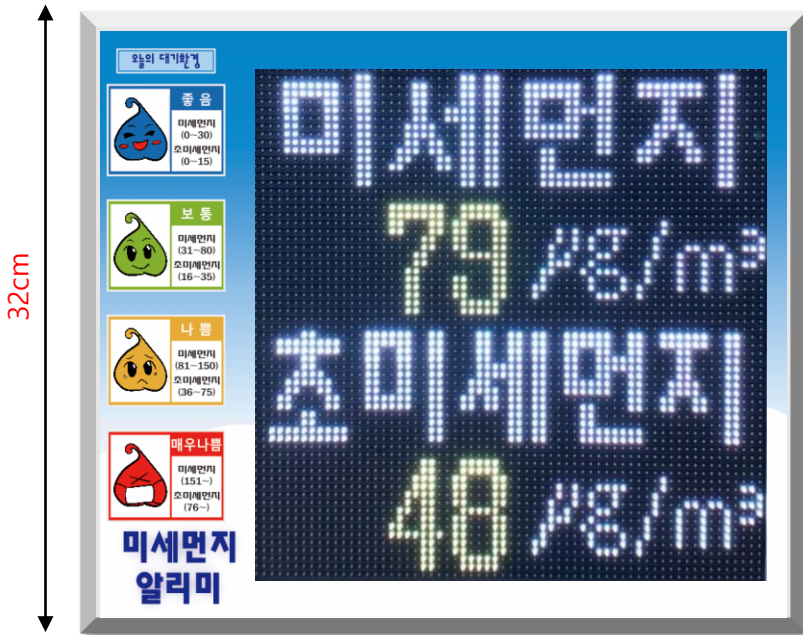 32cm
오늘의 대기환경
좋 음
미세먼지
(0~30)
초미세먼지
(0~15)
보 통
미세먼지
(31~80)
초미세먼지
(16~35)
나 쁨
미세먼지
(81~150)
초미세먼지
(36~75)
매우나쁨
미세먼지
(151~)
초미세먼지
(76~)
미세먼지
알리미
미세먼지
79 μg/m³
초미세먼지
48 μg/m³